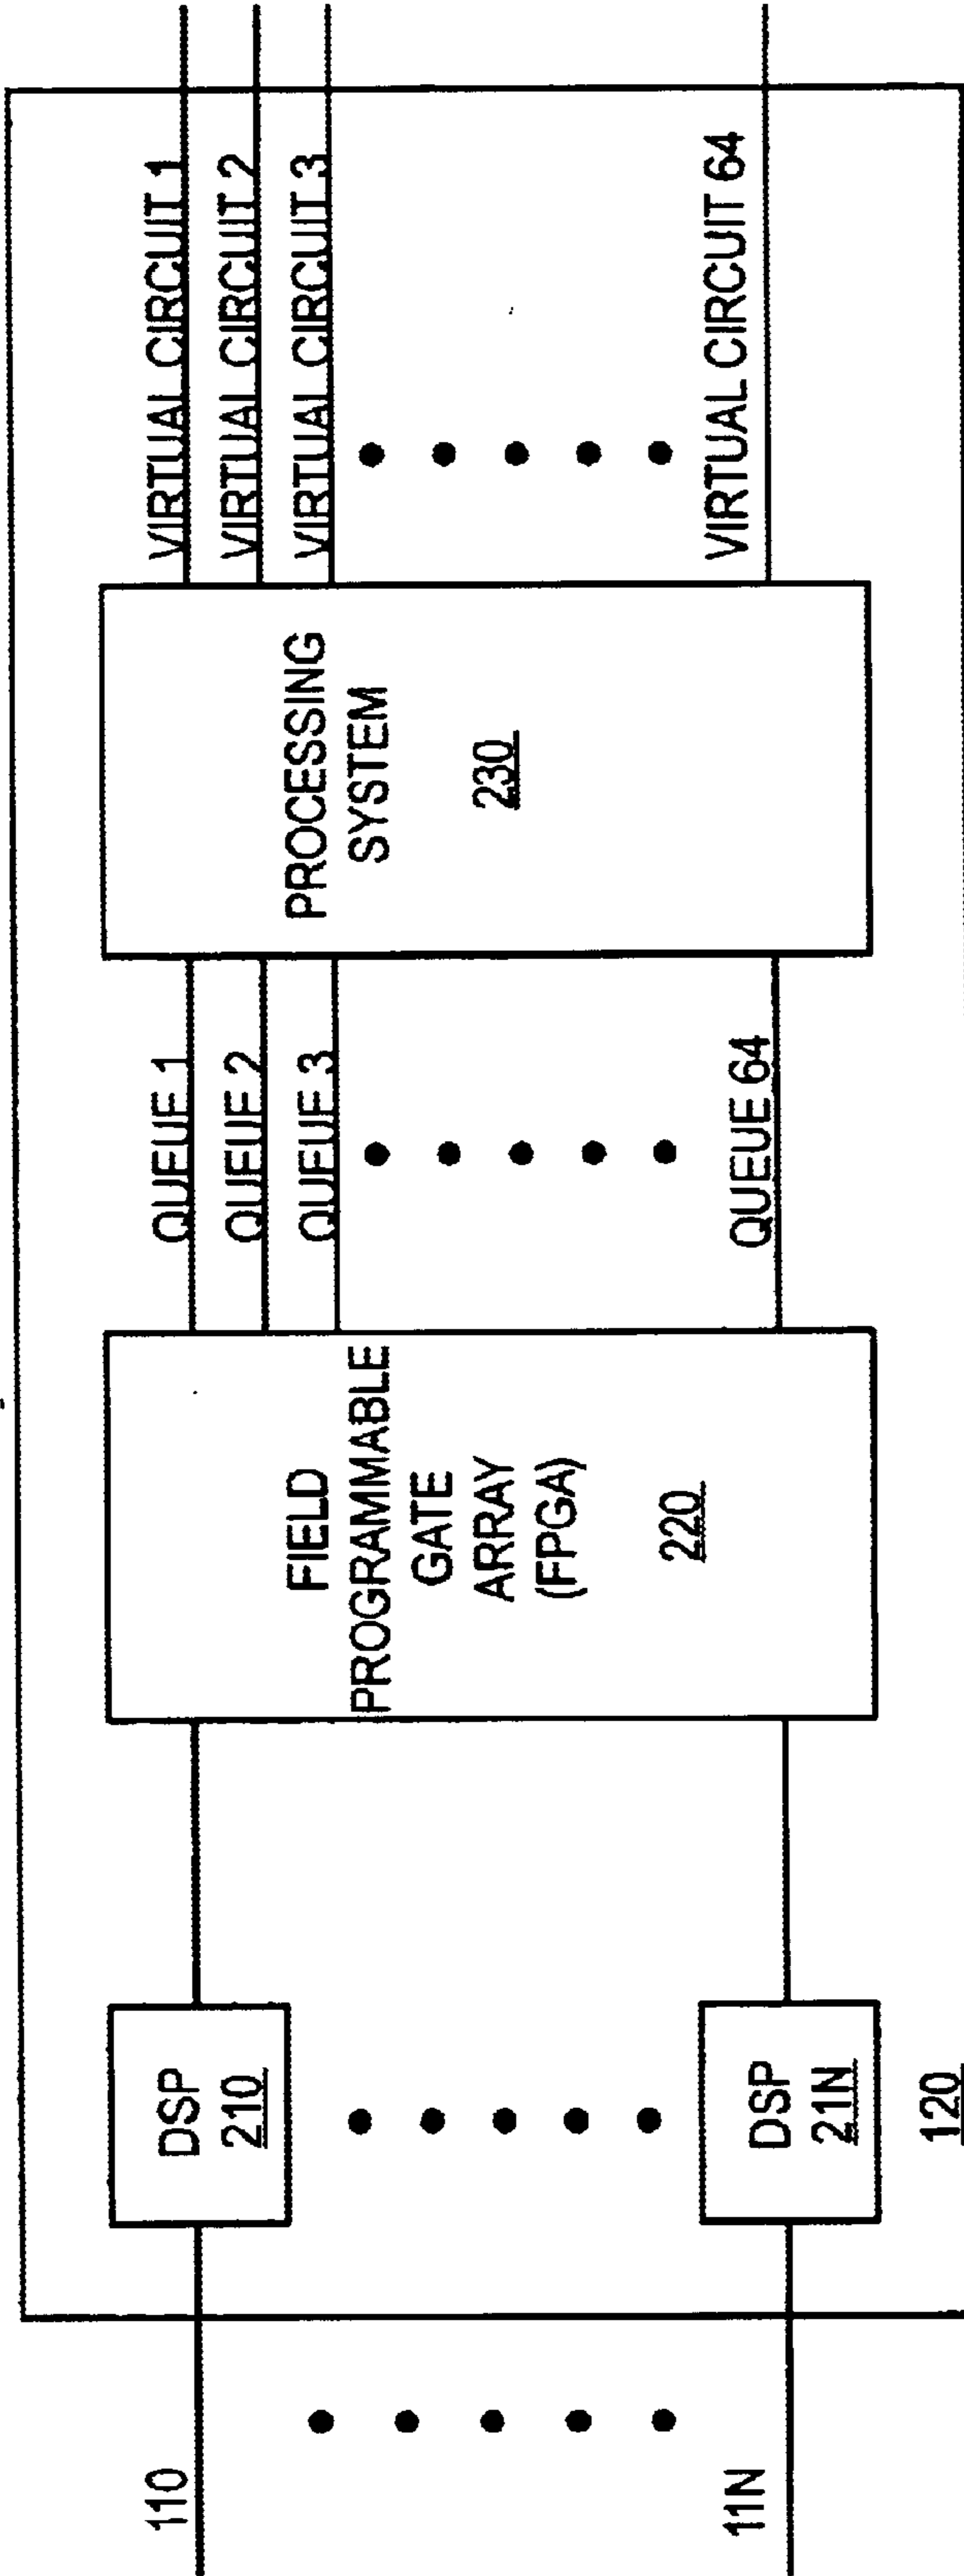 110
11N
DSP
210
DSP
21N
120
FIELD
PROGRAMMABLE
GATE
ARRAY
(FPGA)
220
QUEUE 1
QUEUE 2
QUEUE 3
QUEUE 64
PROCESSING
SYSTEM
230
VIRTUAL CIRCUIT 1
VIRTUAL CIRCUIT 2
VIRTUAL CIRCUIT 3
VIRTUAL CIRCUIT 64